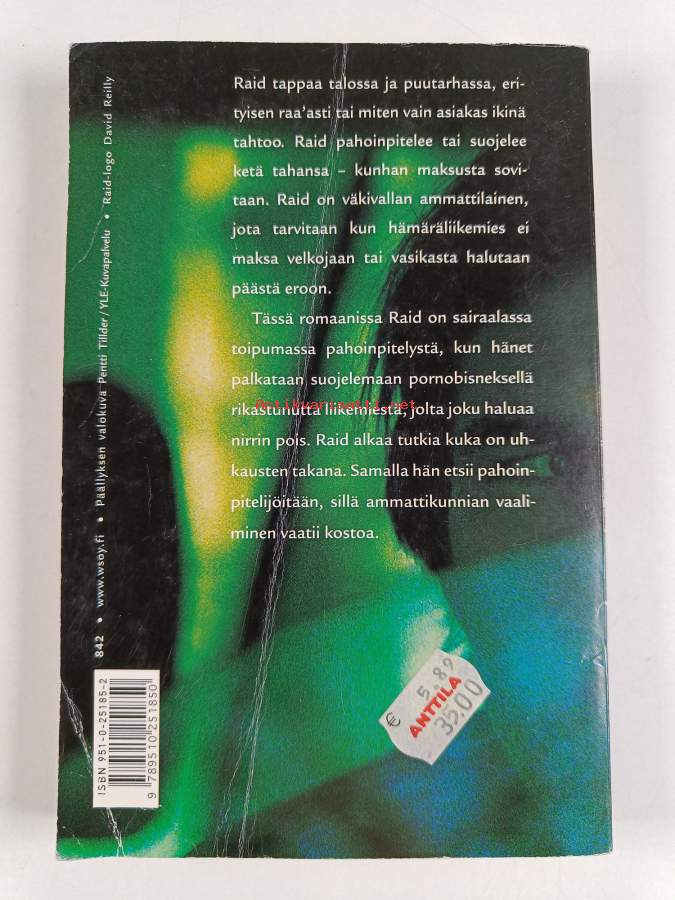 Raid tappaa talossa ja puutarhassa, eri-
tyisen raa'asti tai miten vain asiakas ikinä
tahtoo. Raid pahoinpitelee tai suojelee
ketä tahansa – kunhan maksusta sovi-
taan. Raid on väkivallan ammattilainen,
jota tarvitaan kun hämäräliikemies ei
maksa velkojaan tai vasikasta halutaan
päästä eroon.
Tässä romaanissa Raid on sairaalassa
toipumassa pahoinpitelystä, kun hänet
palkataan suojelemaan pornobisneksellä
rikastunutta liikemiestä, jolta joku haluaa
nirrin pois. Raid alkaa tutkia kuka on uh-
kausten takana. Samalla hän etsii pahoin-
pitelijöitään, sillä ammattikunnian vaali-
minen vaatii kostoa.
Antikvariaatti.net
842 • www.wsoy.fi • Päällyksen valokuva Pentti Tillder/YLE-Kuvapalvelu • Raid-logo David Reilly
ISBN 951-0-25185-2
9 789510 251850
€ 5.89
ANTTILA
35.00